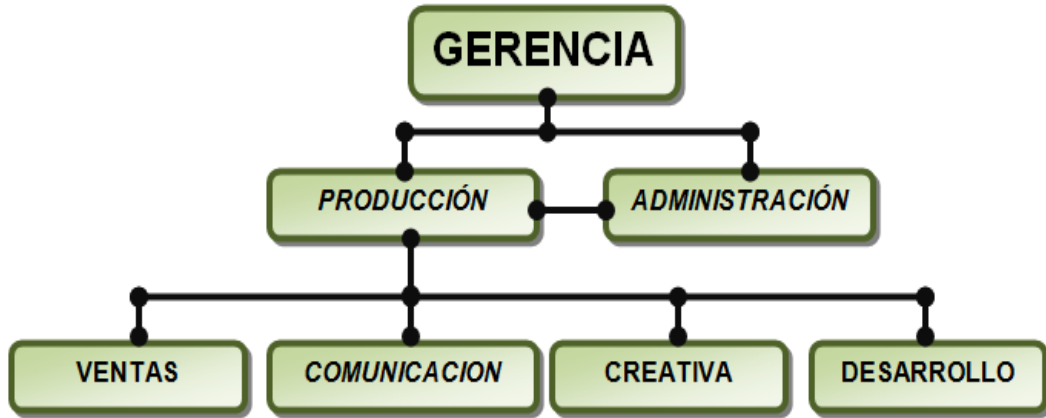 GERENCIA
PRODUCCIÓN
ADMINISTRACIÓN
VENTAS
COMUNICACION
CREATIVA
DESARROLLO